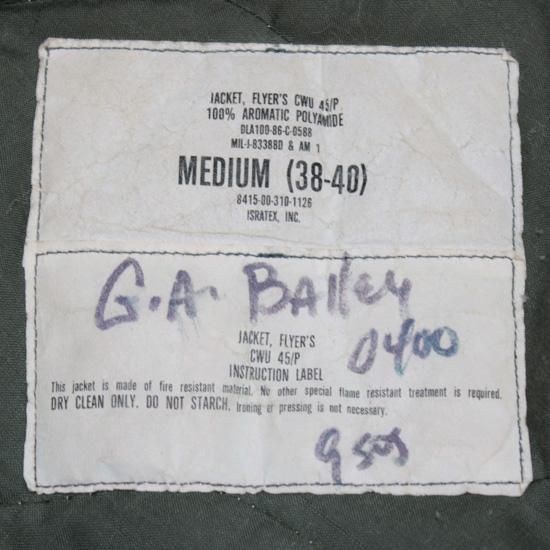 JACKET, FLYER'S CWU 45/P
100% AROMATIC POLYAMIDE
DLA100-86-C-0588
MIL-J-83388D & AM 1
MEDIUM (38-40)
8415-00-310-1126
ISRATEX, INC.
G.A. BAILEY
JACKET, FLYER'S
CWU 45/P
0400
INSTRUCTION LABEL
This jacket is made of fire resistant material. No other special flame resistant treatment is required.
DRY CLEAN ONLY. DO NOT STARCH. Ironing or pressing is not necessary.